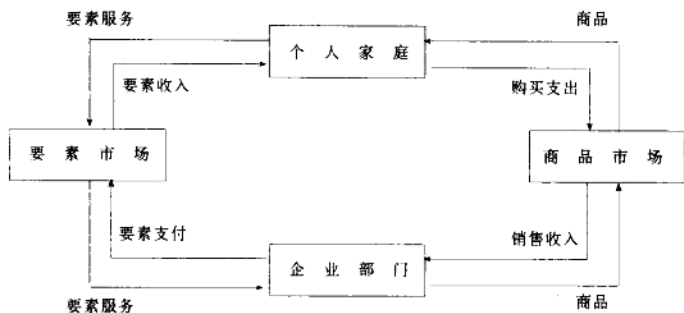 要素服务
商品
个人家庭
要素收入
购买支出
要素市场
商品市场
要素支付
销售收入
企业部门
要素服务
商品